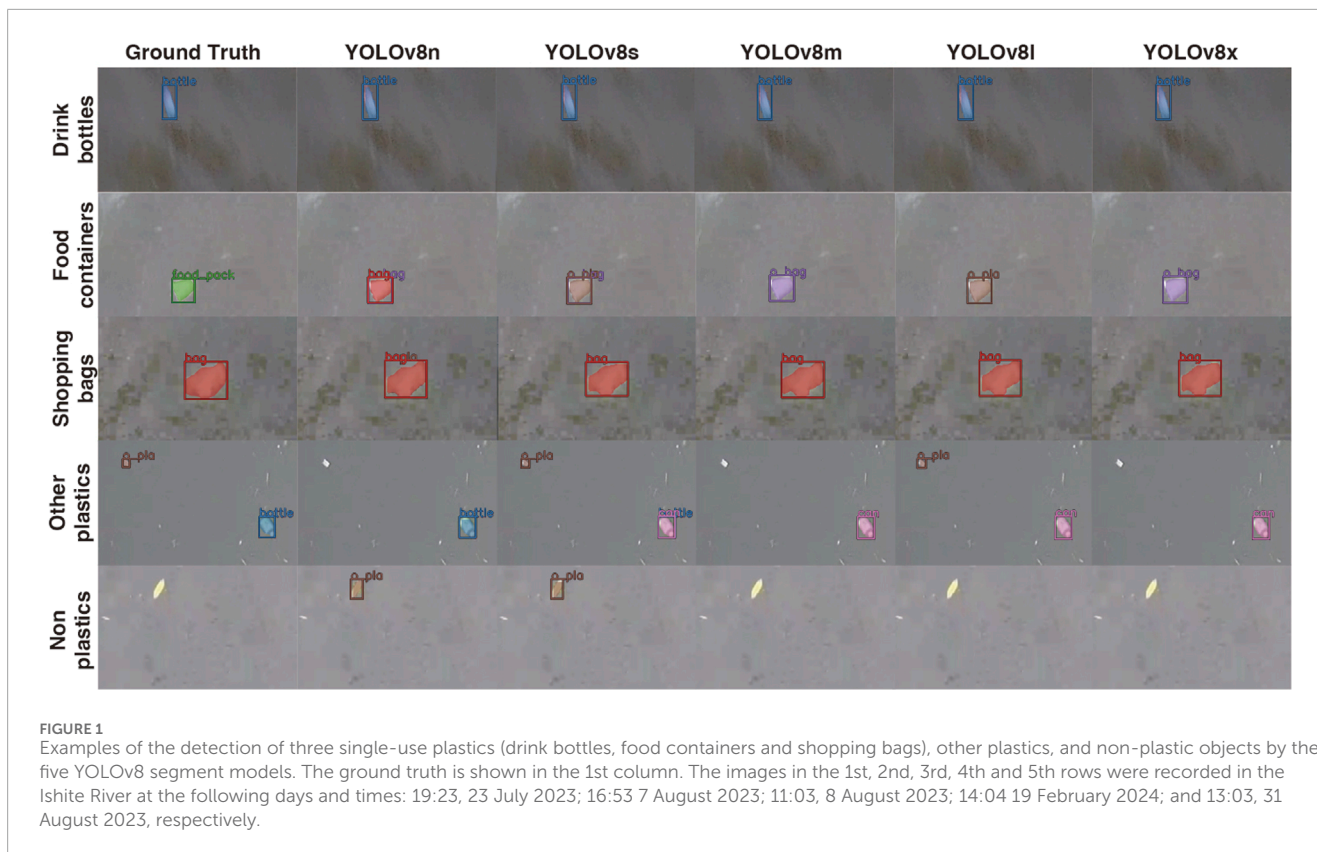 Ground Truth YOLOv8n YOLOv8s YOLOv8m YOLOv8l YOLOv8x
Drink
bottles
bottle bottle bottle bottle bottle bottle
Food
containers
food_pack o_bag o_pla o_bag
Shopping
bags
bag bag bag bag bag
Other
plastics
o_pla o_pla o_pla
bottle bottle bottle can can can
Non
plastics
o_pla o_pla
FIGURE 1
Examples of the detection of three single-use plastics (drink bottles, food containers and shopping bags), other plastics, and non-plastic objects by the
five YOLOv8 segment models. The ground truth is shown in the 1st column. The images in the 1st, 2nd, 3rd, 4th and 5th rows were recorded in the
Ishite River at the following days and times: 19:23, 23 July 2023; 16:53 7 August 2023; 11:03, 8 August 2023; 14:04 19 February 2024; and 13:03, 31
August 2023, respectively.